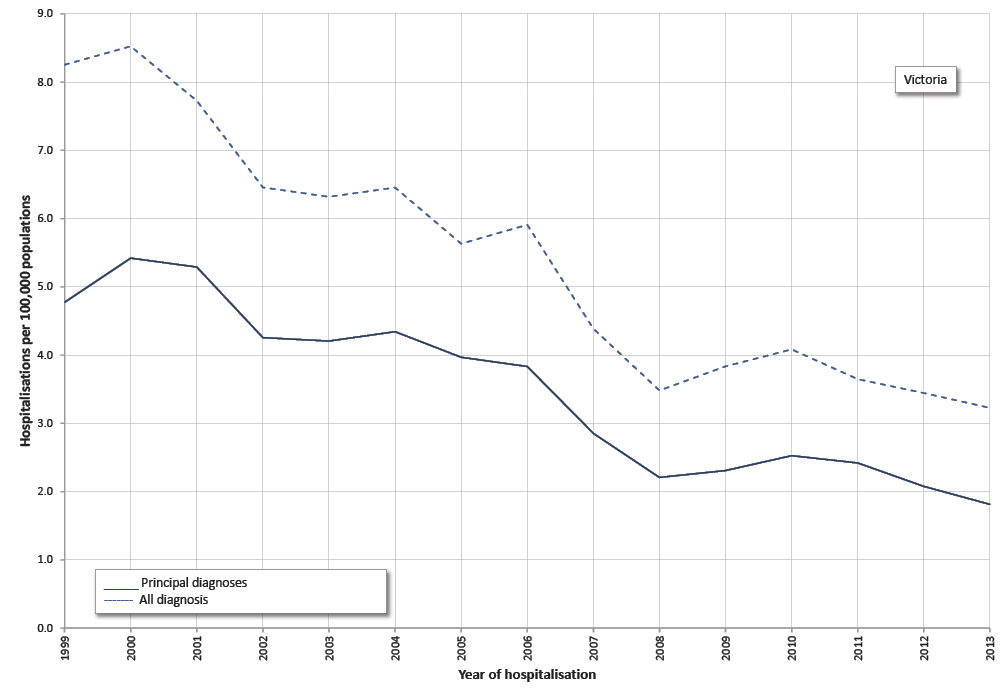 9.0
8.0
7.0
6.0
5.0
4.0
3.0
2.0
1.0
0.0
Hospitalisations per 100,000 populations
Victoria
Principal diagnoses
All diagnosis
1999 2000 2001 2002 2003 2004 2005 2006 2007 2008 2009 2010 2011 2012 2013
Year of hospitalisation